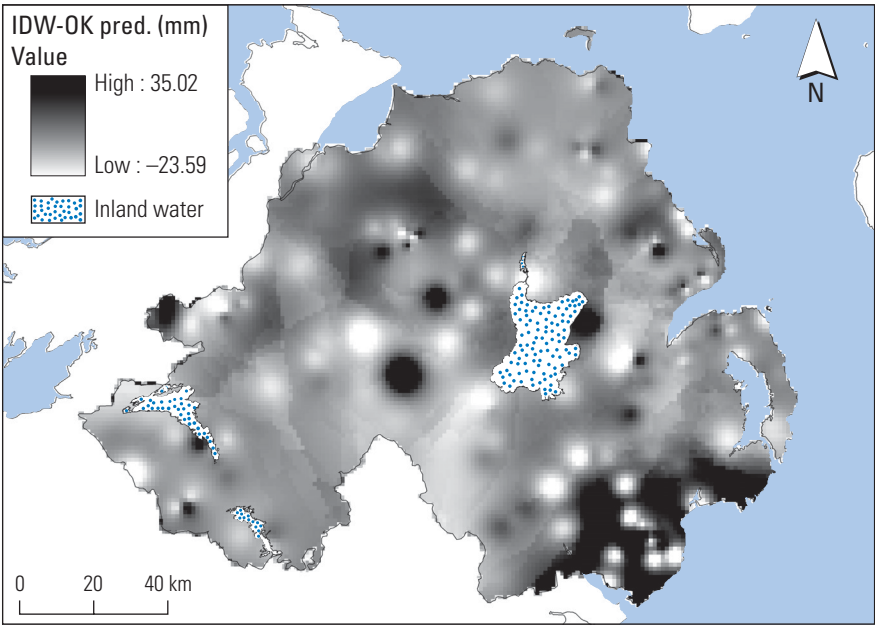 IDW-OK pred. (mm)
Value
High : 35.02
Low : –23.59
Inland water
N
0 20 40 km